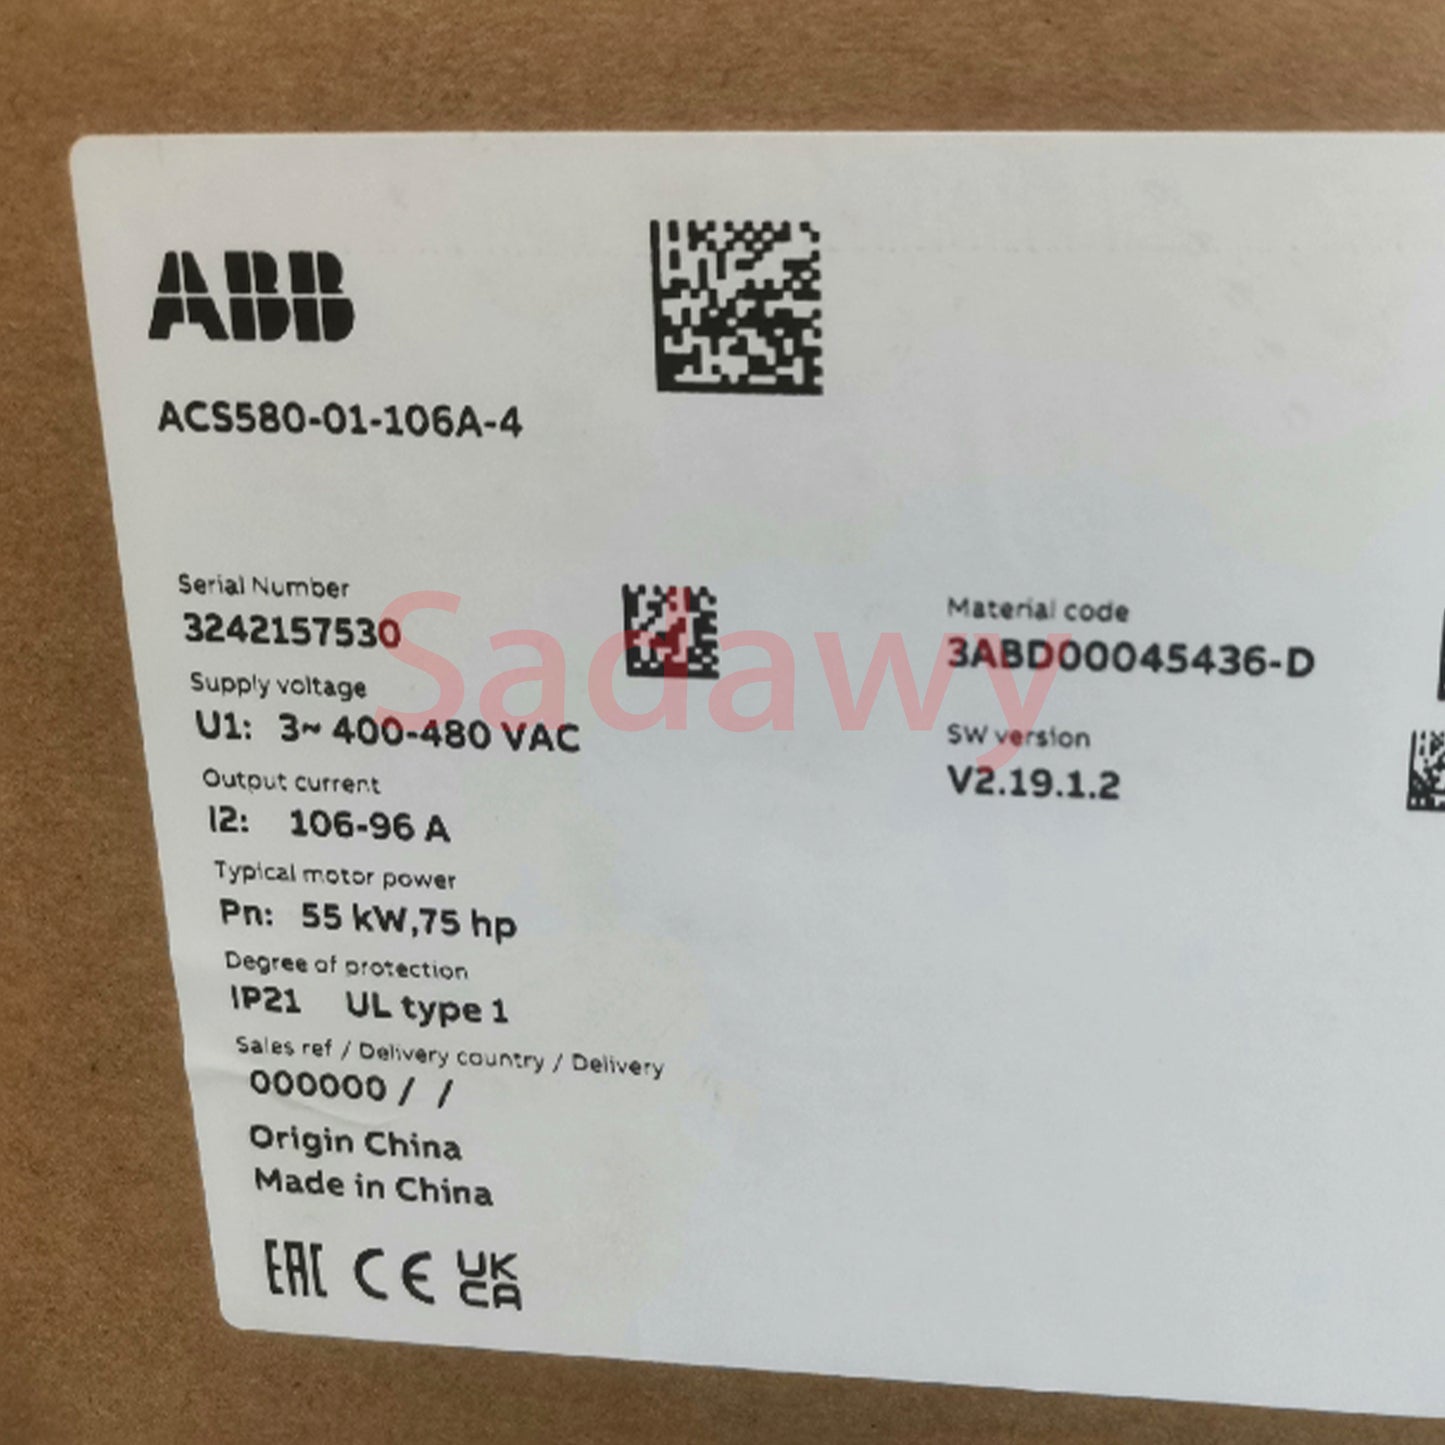 ABB
ACS580-01-106A-4
Serial Number
3242157530
Supply voltage
U1: 3~ 400-480 VAC
Output current
I2: 106-96 A
Typical motor power
Pn: 55 kW,75 hp
Degree of protection
IP21 UL type 1
Sales ref / Delivery country / Delivery
000000 / /
Origin China
Made in China
EAC CE UK CA
Material code
3ABD00045436-D
SW version
V2.19.1.2
Sadawy